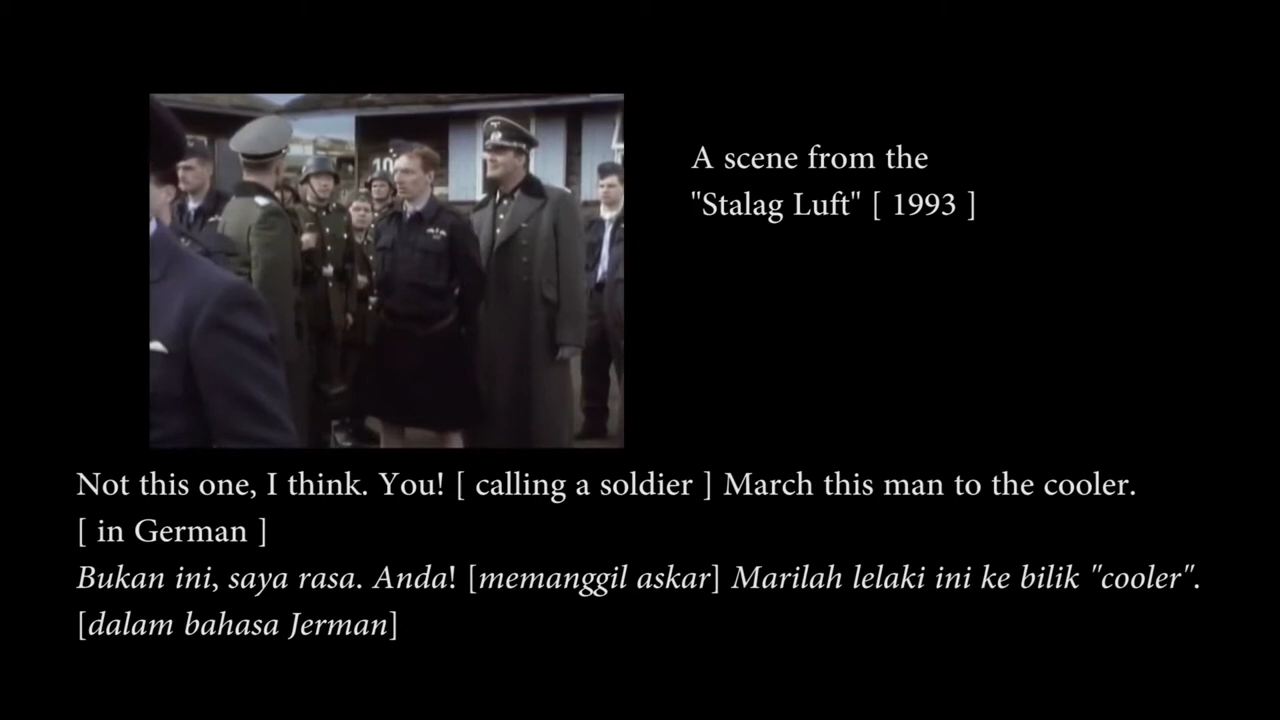 A scene from the
"Stalag Luft" [ 1993 ]
Not this one, I think. You! [ calling a soldier ] March this man to the cooler.
[ in German ]
Bukan ini, saya rasa. Anda! [memanggil askar] Marilah lelaki ini ke bilik "cooler".
[dalam bahasa Jerman]